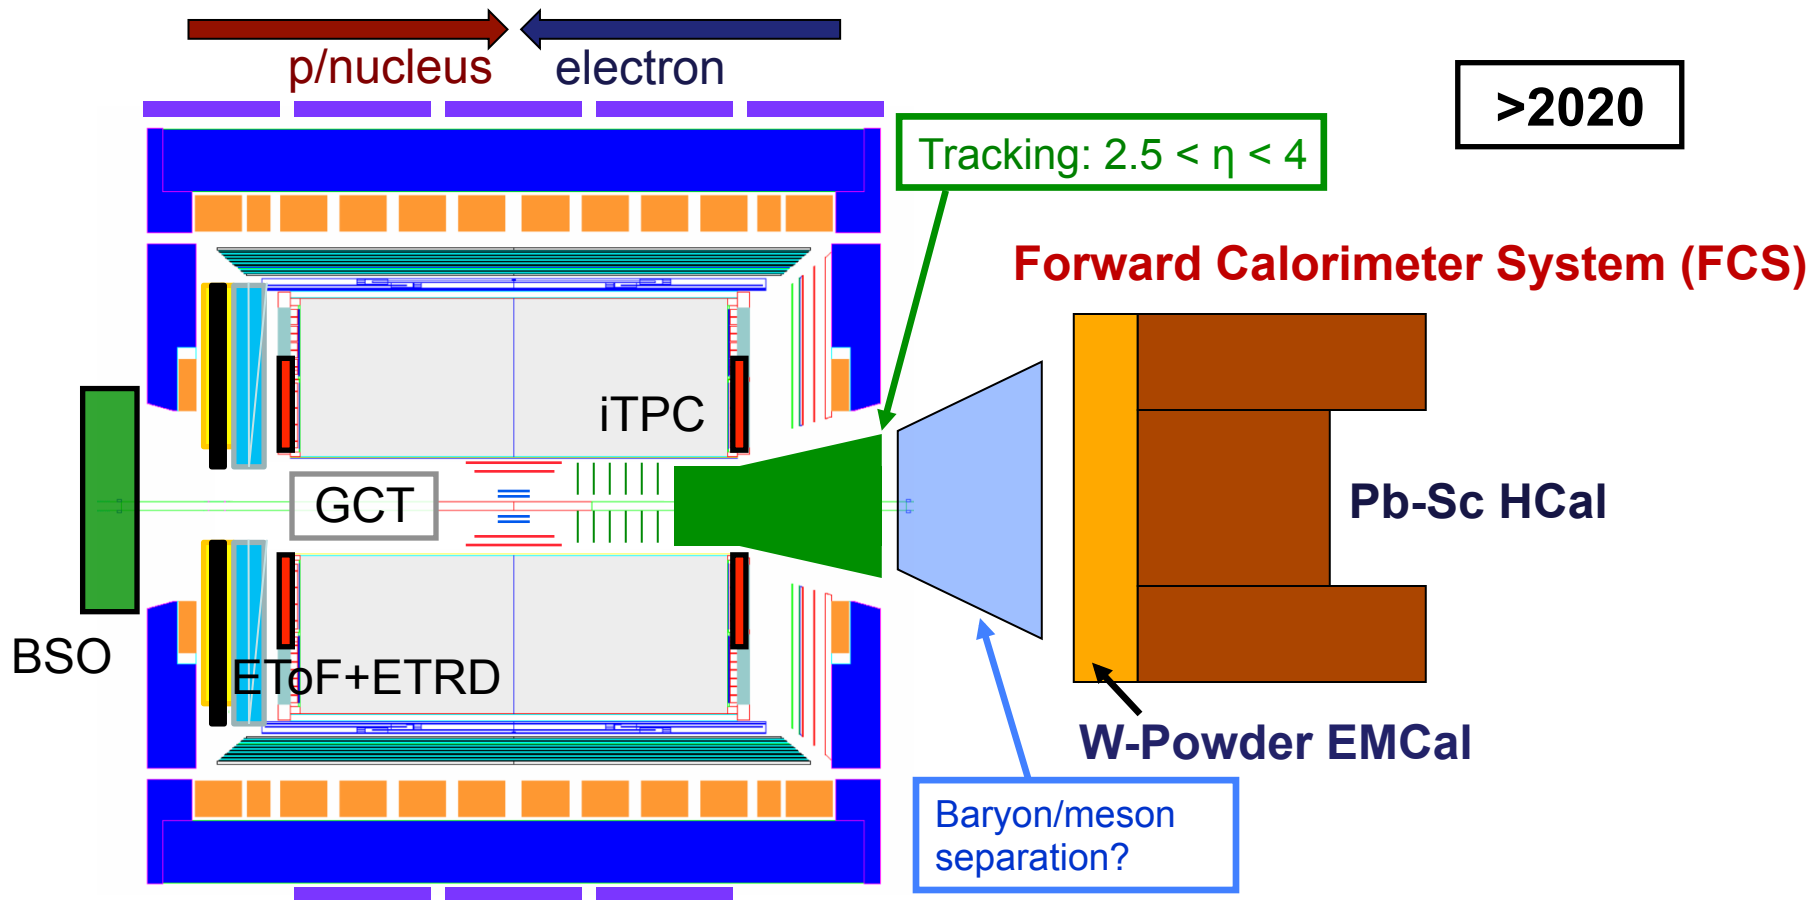 p/nucleus electron
>2020
Tracking: 2.5 < η < 4
Forward Calorimeter System (FCS)
iTPC
GCT
Pb-Sc HCal
BSO
EToF+ETRD
W-Powder EMCal
Baryon/meson
separation?